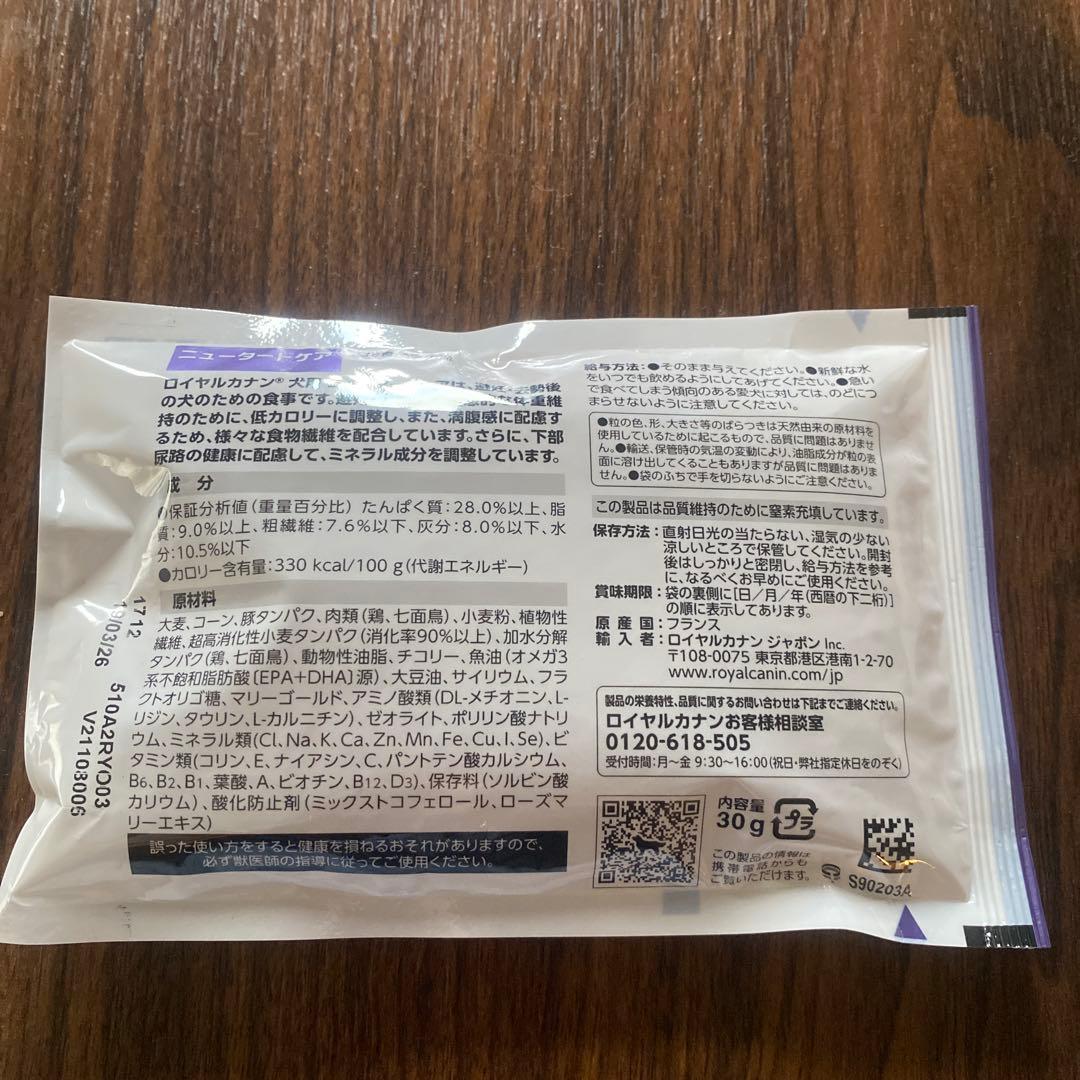 ニュータードケア
ロイヤルカナン® 犬用 は、避妊・去勢後
の犬のための食事です。 体重維
持のために、低カロリーに調整し、また、満腹感に配慮す
るため、様々な食物繊維を配合しています。さらに、下部
尿路の健康に配慮して、ミネラル成分を調整しています。
成 分
●保証分析値(重量百分比) たんぱく質:28.0%以上、脂
質:9.0%以上、粗繊維:7.6%以下、灰分:8.0%以下、水
分:10.5%以下
●カロリー含有量:330 kcal/100 g(代謝エネルギー)
原材料
大麦、コーン、豚タンパク、肉類(鶏、七面鳥)、小麦粉、植物性
繊維、超高消化性小麦タンパク(消化率90%以上)、加水分解
タンパク(鶏、七面鳥)、動物性油脂、チコリー、魚油(オメガ3
系不飽和脂肪酸〔EPA+DHA〕源)、大豆油、サイリウム、フラ
クトオリゴ糖、マリーゴールド、アミノ酸類(DL-メチオニン、L-
リジン、タウリン、L-カルニチン)、ゼオライト、ポリリン酸ナトリ
ウム、ミネラル類(Cl、Na、K、Ca、Zn、Mn、Fe、Cu、I、Se)、ビ
タミン類(コリン、E、ナイアシン、C、パントテン酸カルシウム、
B6、B2、B1、葉酸、A、ビオチン、B12、D3)、保存料(ソルビン酸
カリウム)、酸化防止剤(ミックストコフェロール、ローズマ
リーエキス)
誤った使い方をすると健康を損ねるおそれがありますので、
必ず獣医師の指導に従ってご使用ください。
1712
19/03/26 510A2RYO03
V21108006
給与方法:●そのまま与えてください。●新鮮な水
をいつでも飲めるようにしてあげてください。●急い
で食べてしまう傾向のある愛犬に対しては、のどにつ
まらせないように注意してください。
●粒の色、形、大きさ等のばらつきは天然由来の原材料を
使用しているために起こるもので、品質に問題はありませ
ん。●輸送、保管時の気温の変動により、油脂成分が粒の表
面に溶け出してくることもありますが品質に問題はありま
せん。●袋のふちで手を切らないようにご注意ください。
この製品は品質維持のために窒素充填しています。
保存方法:直射日光の当たらない、湿気の少ない
涼しいところで保管してください。開封
後はしっかりと密閉し、給与方法を参考
に、なるべくお早めにご使用ください。
賞味期限:袋の裏側に[日/月/年(西暦の下二桁)]
の順に表示してあります。
原 産 国:フランス
輸 入 者:ロイヤルカナン ジャポン Inc.
〒108-0075 東京都港区港南1-2-70
www.royalcanin.com/jp
製品の栄養特性、品質に関するお問い合わせは下記までご連絡ください。
ロイヤルカナンお客様相談室
0120-618-505
受付時間:月～金 9:30～16:00(祝日・弊社指定休日をのぞく)
内容量
30g
プラ
この製品の情報は
携帯電話からも
ご覧いただけます。
S90203A